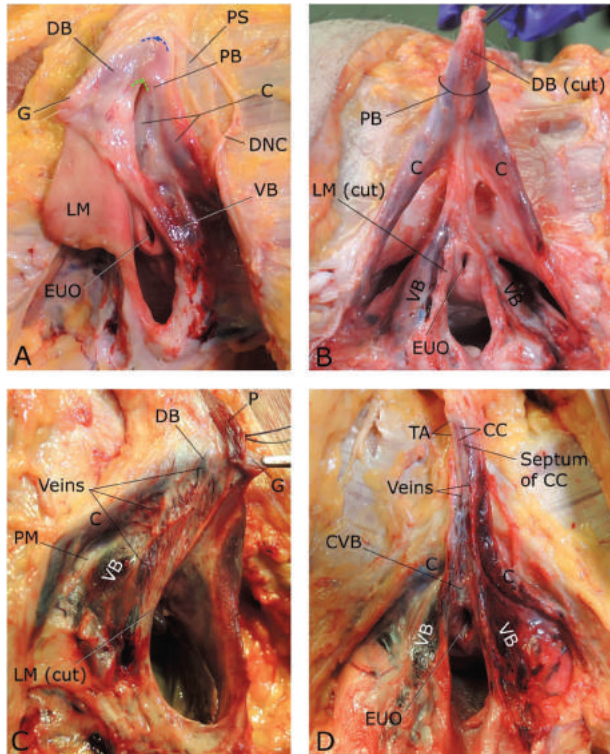 DB
PS
PB
G
C
DNC
LM
VB
EUO
A
DB (cut)
PB
C
C
LM (cut)
VB
VB
EUO
B
P
DB
Veins
G
C
PM
VB
LM (cut)
C
TA
CC
Septum
of CC
Veins
CVB
C
C
VB
VB
EUO
D